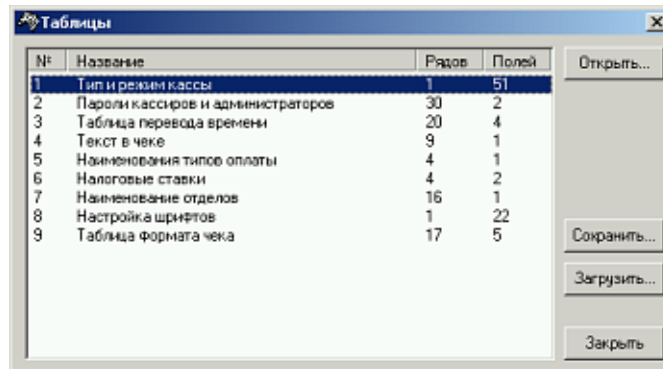 Таблицы
№ Название Рядов Полей Открыть...
1 Тип и режим кассы 1 51
2 Пароли кассиров и администраторов 30 2
3 Таблица перевода времени 20 4
4 Текст в чеке 9 1
5 Наименования типов оплаты 4 1
6 Налоговые ставки 4 2
7 Наименование отделов 16 1
8 Настройка шрифтов 1 22
9 Таблица формата чека 17 5 Сохранить...
Загрузить...
Закрыть